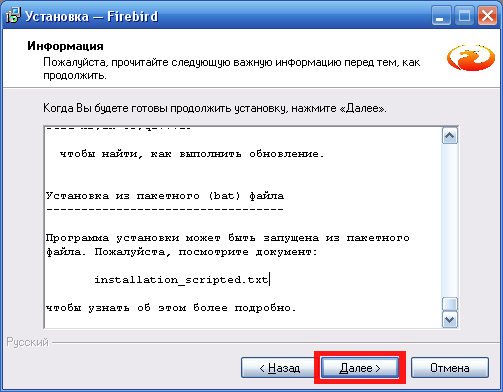 Установка — Firebird
Информация
Пожалуйста, прочитайте следующую важную информацию перед тем, как
продолжить.
Когда Вы будете готовы продолжить установку, нажмите «Далее».
чтобы найти, как выполнить обновление.
Установка из пакетного (bat) файла
----------------------------------
Программа установки может быть запущена из пакетного
файла. Пожалуйста, посмотрите документ:
installation_scripted.txt
чтобы узнать об этом более подробно.
Русский
< Назад
Далее >
Отмена